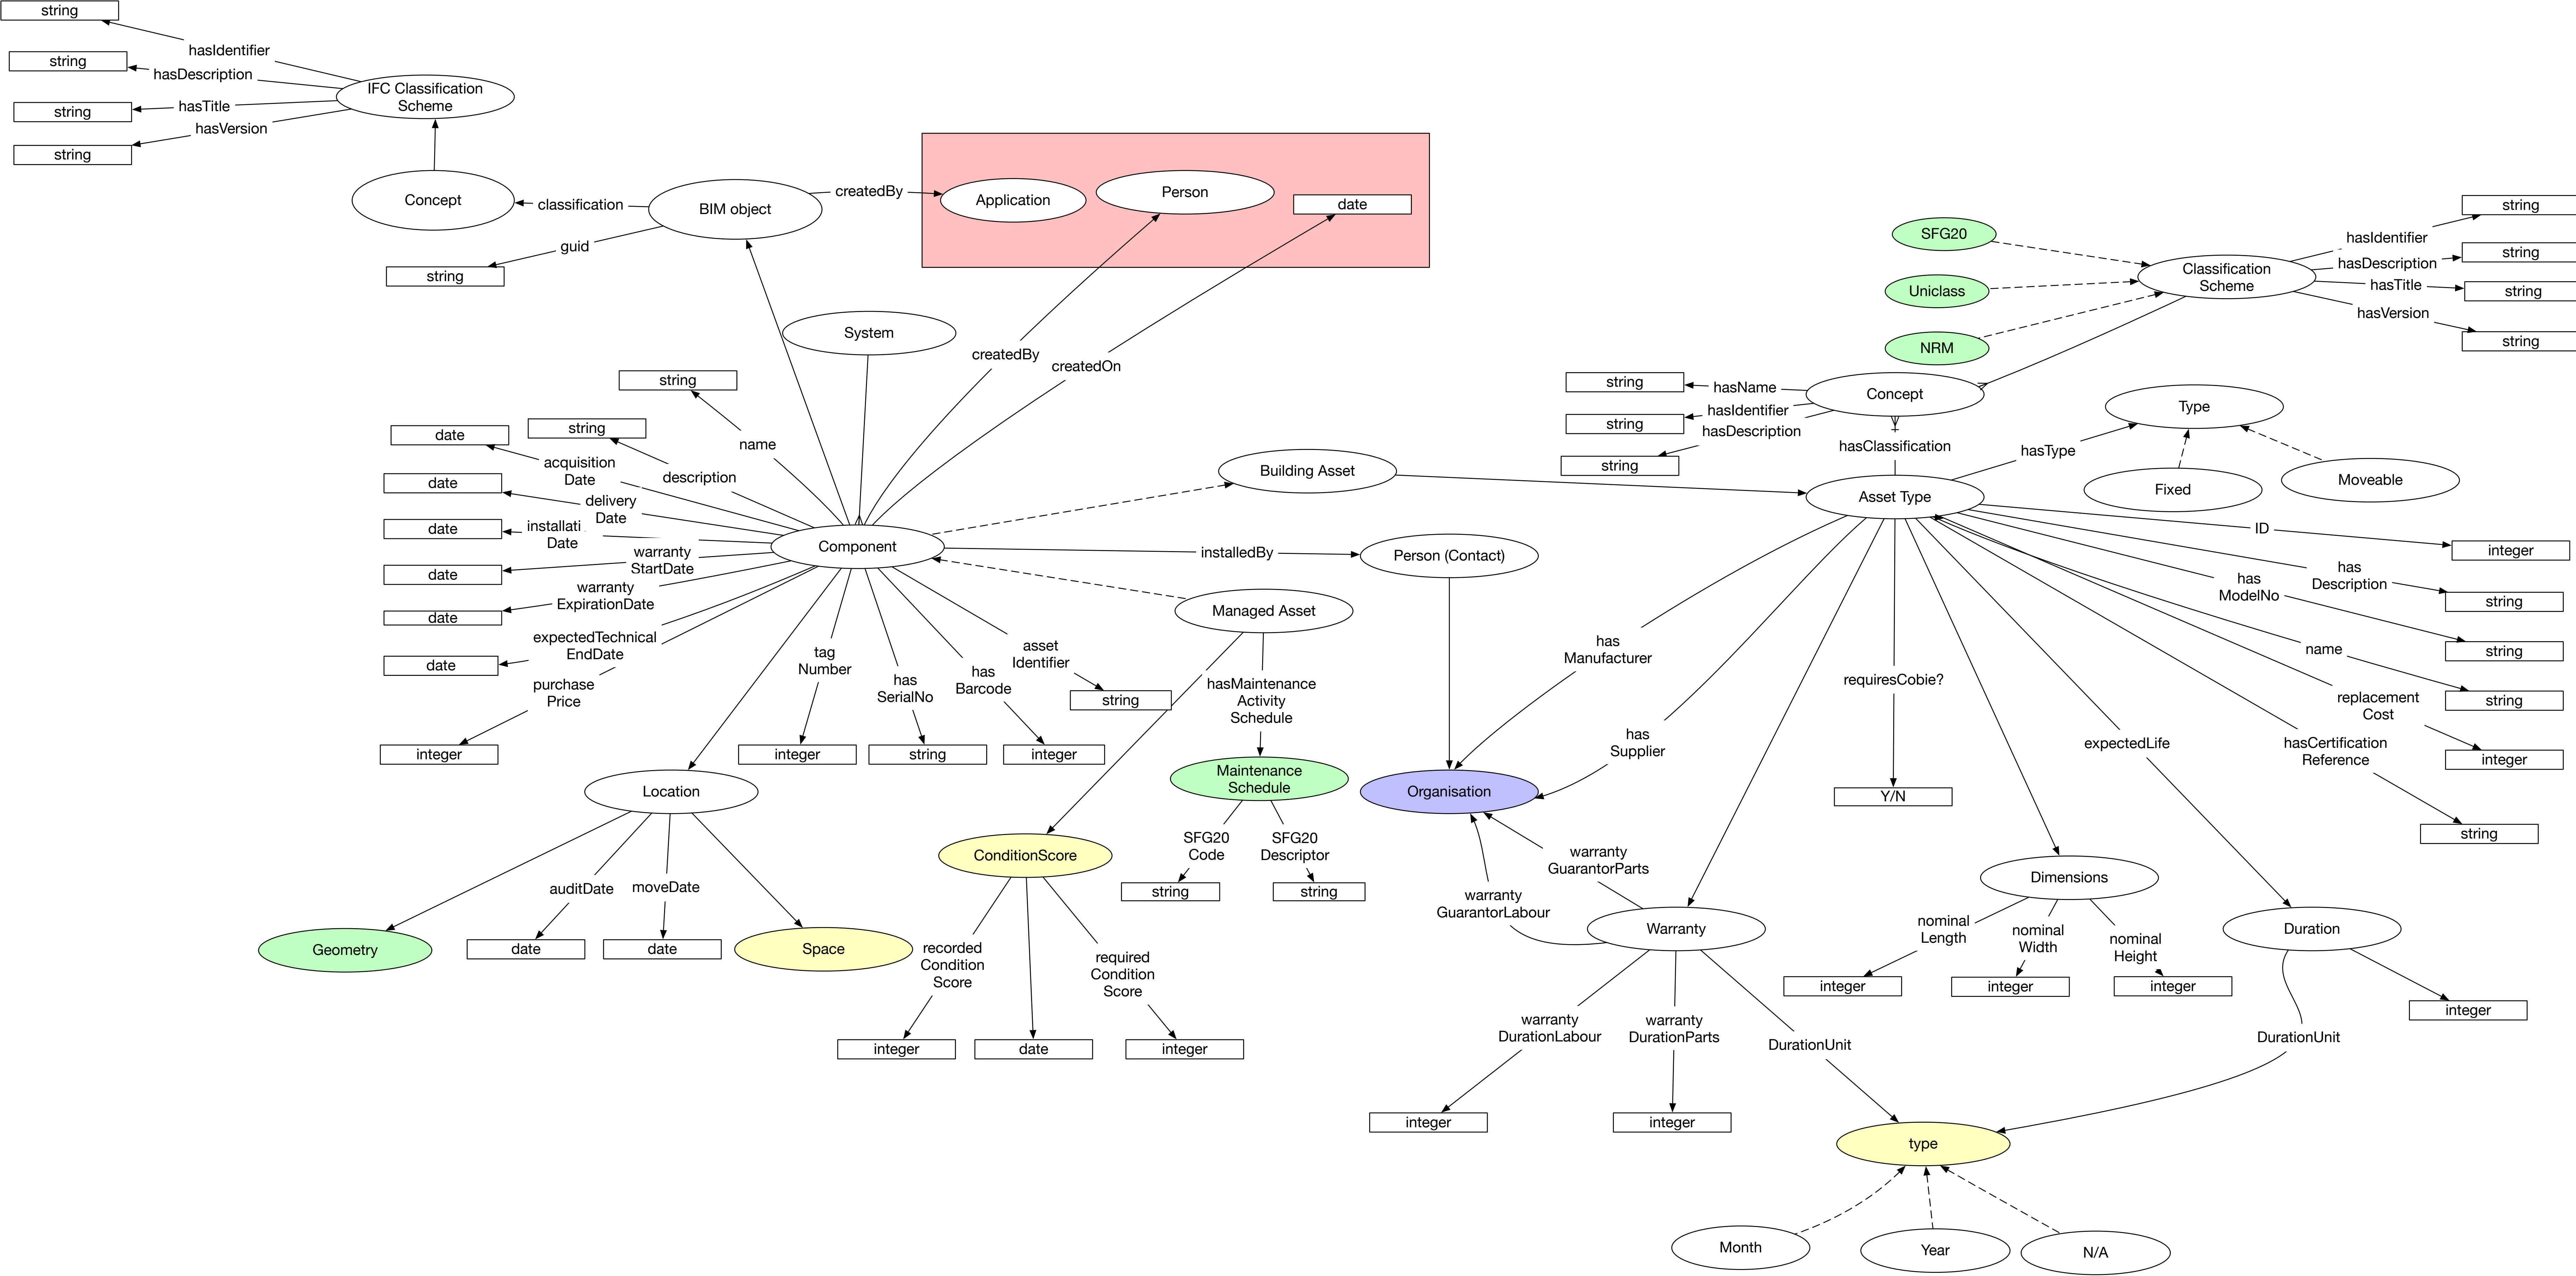 string
hasIdentifier
string
hasDescription
IFC Classification
Scheme
string
hasTitle
hasVersion
string
Concept
classification
BIM object
createdBy
Application
Person
date
guid
string
System
createdBy
createdOn
string
name
string
description
date
acquisition
Date
date
delivery
Date
date
installati
Date
date
warranty
StartDate
date
warranty
ExpirationDate
date
expectedTechnical
EndDate
purchase
Price
integer
Component
Building Asset
installedBy
Person (Contact)
Managed Asset
tag
Number
integer
has
SerialNo
string
has
Barcode
integer
asset
Identifier
string
hasMaintenance
Activity
Schedule
Maintenance
Schedule
SFG20
Code
string
SFG20
Descriptor
string
Location
Geometry
auditDate
date
moveDate
date
Space
ConditionScore
recorded
Condition
Score
integer
date
required
Condition
Score
integer
SFG20
Uniclass
NRM
Classification
Scheme
hasIdentifier
string
hasDescription
string
hasTitle
string
hasVersion
string
Concept
hasName
string
hasIdentifier
string
hasDescription
string
hasClassification
Asset Type
hasType
Type
Fixed
Moveable
ID
integer
has
Description
string
has
ModelNo
string
name
string
replacement
Cost
integer
hasCertification
Reference
string
has
Manufacturer
has
Supplier
Organisation
requiresCobie?
Y/N
expectedLife
warranty
GuarantorParts
warranty
GuarantorLabour
Warranty
warranty
DurationLabour
integer
warranty
DurationParts
integer
DurationUnit
Dimensions
nominal
Length
integer
nominal
Width
integer
nominal
Height
integer
Duration
integer
DurationUnit
type
Month
Year
N/A